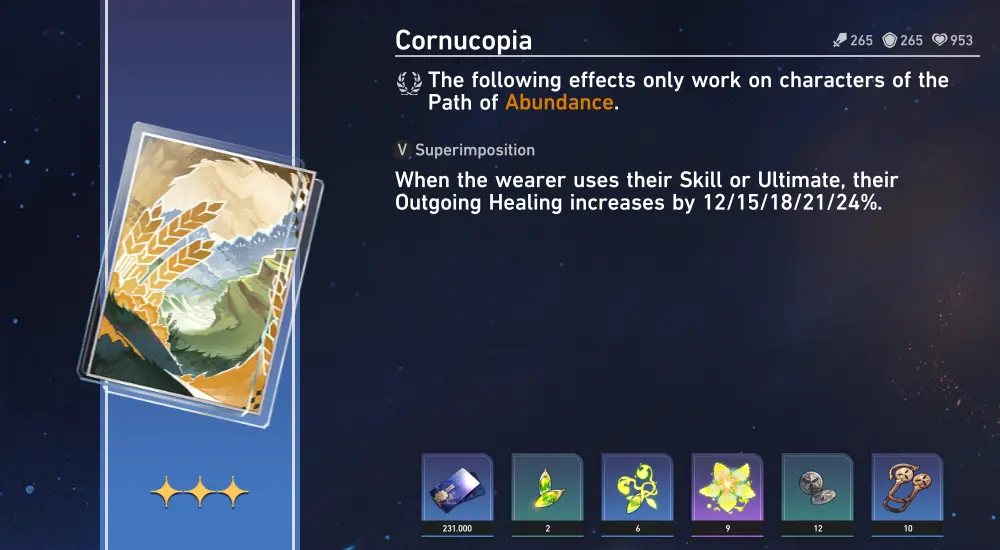 Cornucopia
265 265 953
The following effects only work on characters of the
Path of Abundance.
V Superimposition
When the wearer uses their Skill or Ultimate, their
Outgoing Healing increases by 12/15/18/21/24%.
231.000 2 6 9 12 10